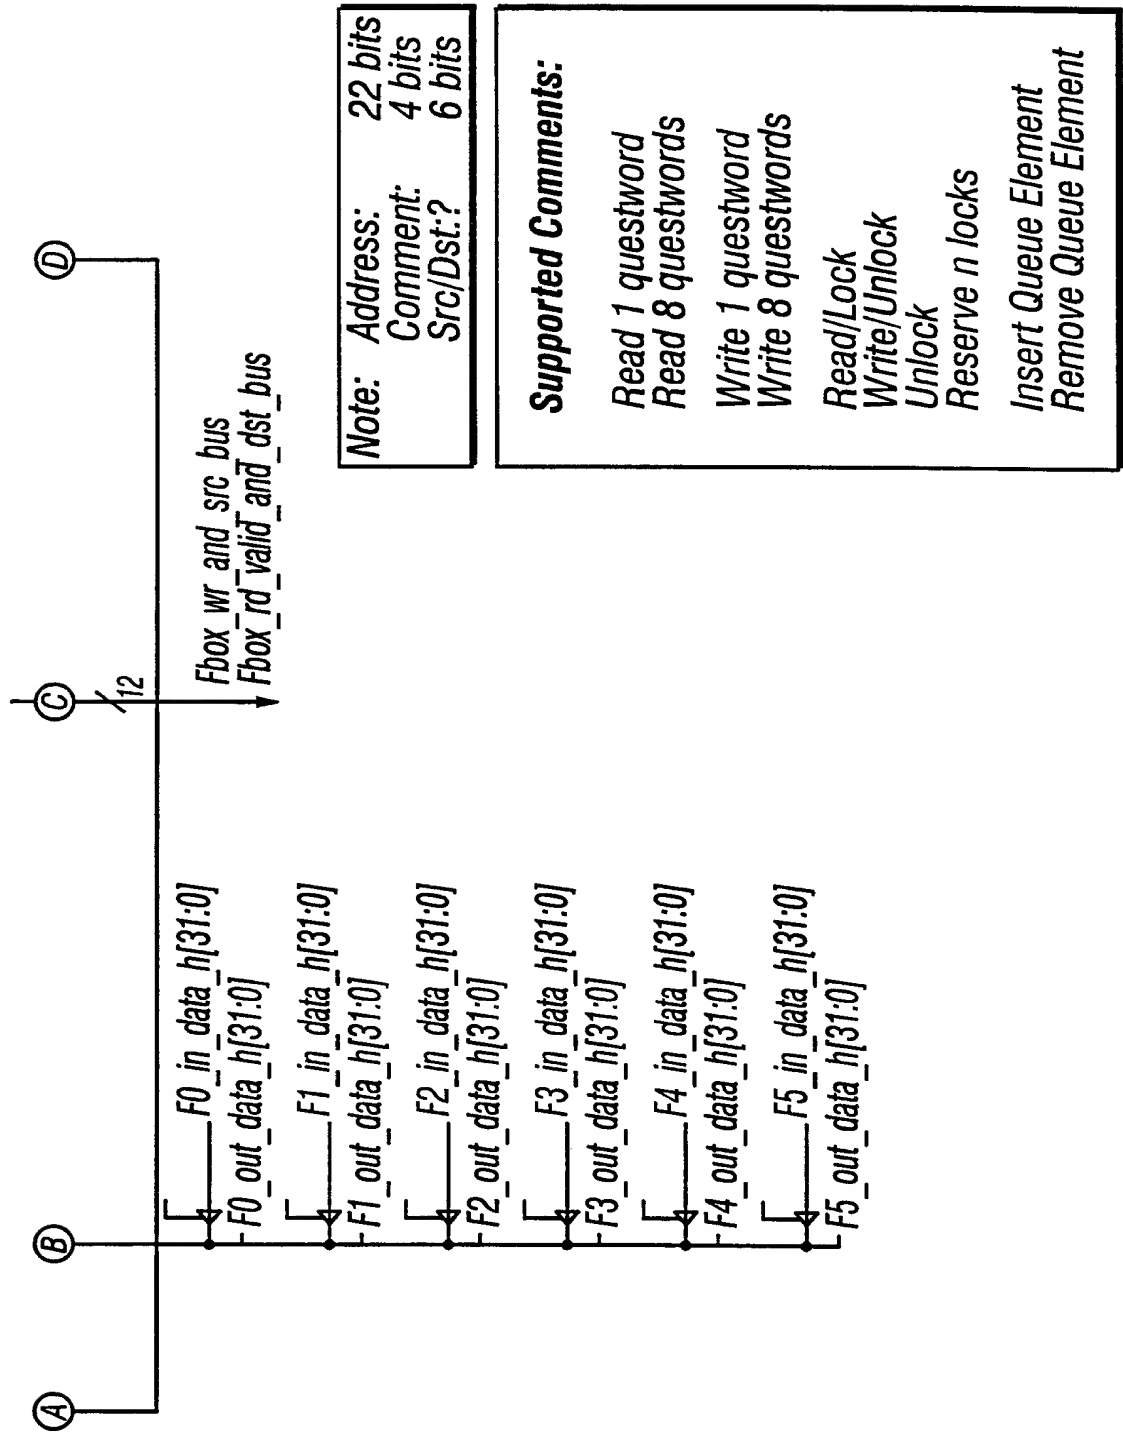 A
B
C
D
12
Fbox_wr_and_src_bus
Fbox_rd_valid_and_dst_bus
F0_in_data_h[31:0]
F0_out_data_h[31:0]
F1_in_data_h[31:0]
F1_out_data_h[31:0]
F2_in_data_h[31:0]
F2_out_data_h[31:0]
F3_in_data_h[31:0]
F3_out_data_h[31:0]
F4_in_data_h[31:0]
F4_out_data_h[31:0]
F5_in_data_h[31:0]
F5_out_data_h[31:0]
Note: Address: 22 bits
Comment: 4 bits
Src/Dst:? 6 bits
Supported Comments:
Read 1 questword
Read 8 questwords
Write 1 questword
Write 8 questwords
Read/Lock
Write/Unlock
Unlock
Reserve n locks
Insert Queue Element
Remove Queue Element